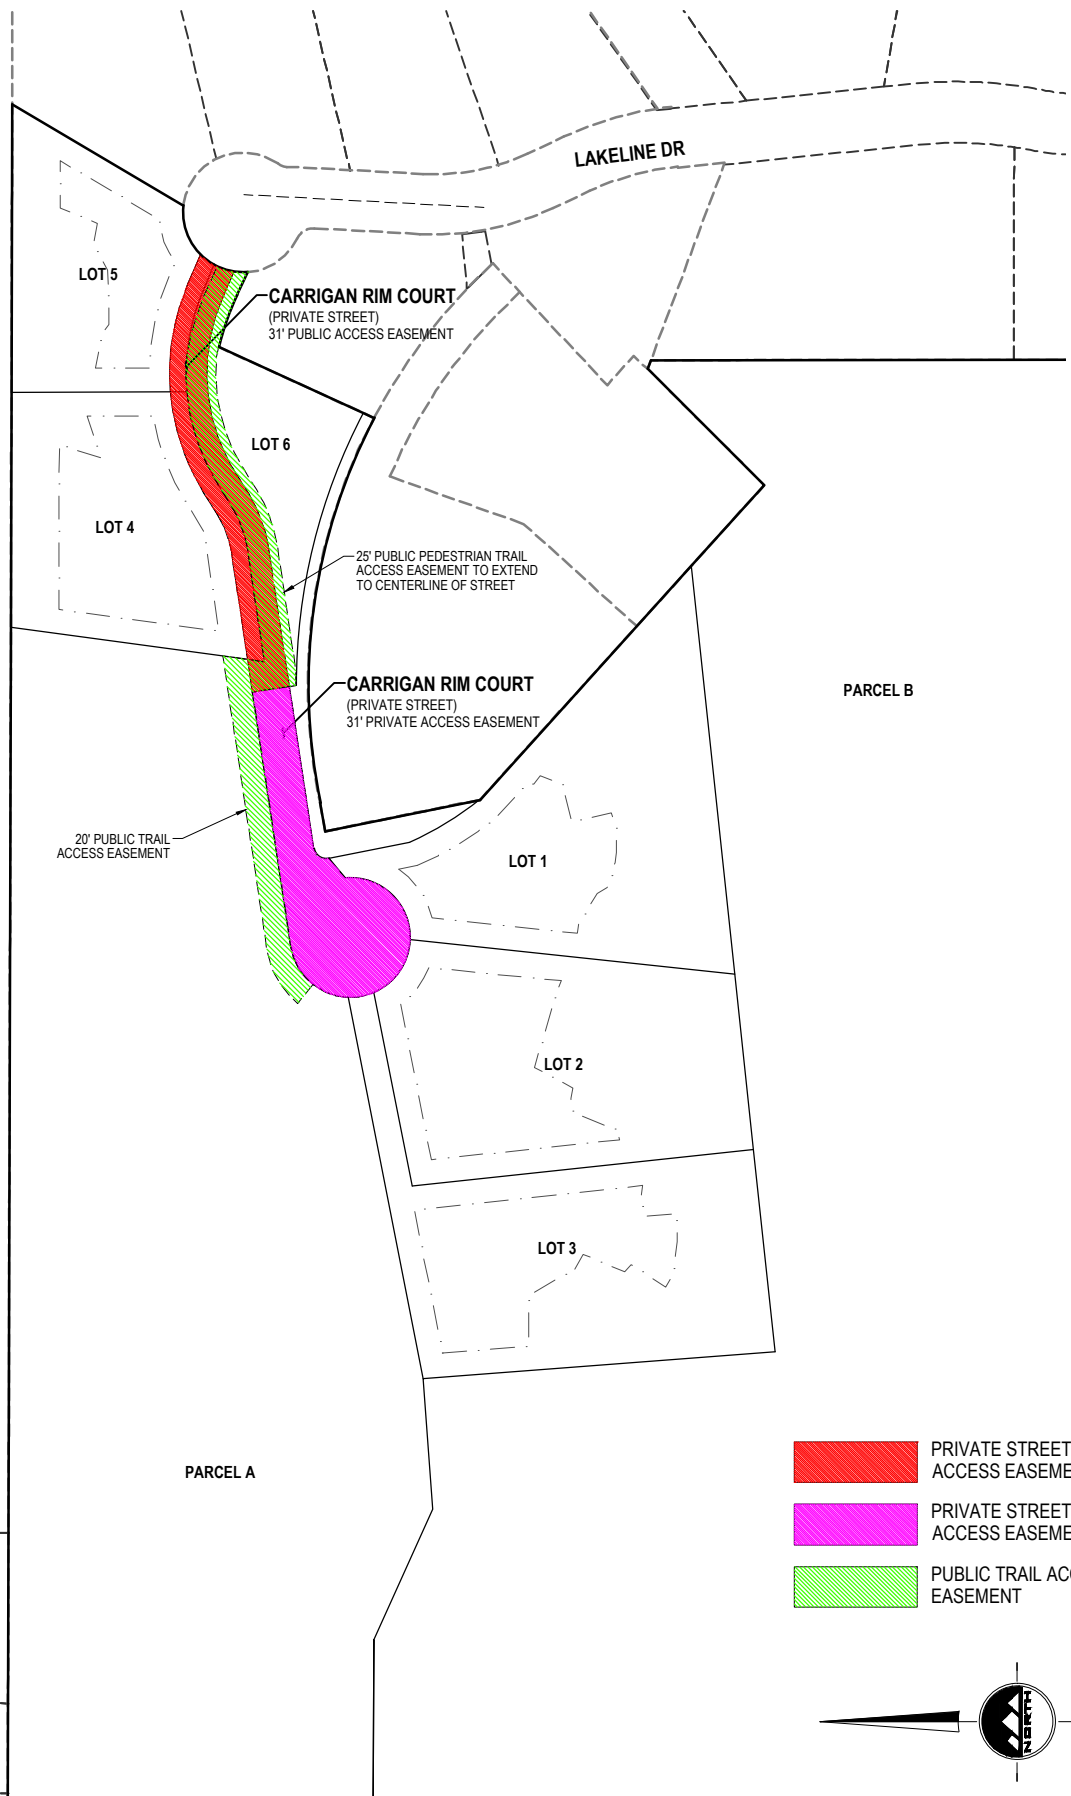 LAKELINE DR
LOT 5
CARRIGAN RIM COURT
(PRIVATE STREET)
31' PUBLIC ACCESS EASEMENT
LOT 6
LOT 4
25' PUBLIC PEDESTRIAN TRAIL
ACCESS EASEMENT TO EXTEND
TO CENTERLINE OF STREET
CARRIGAN RIM COURT
(PRIVATE STREET)
31' PRIVATE ACCESS EASEMENT
PARCEL B
20' PUBLIC TRAIL
ACCESS EASEMENT
LOT 1
LOT 2
LOT 3
PARCEL A
PRIVATE STREET
ACCESS EASEME
PRIVATE STREET
ACCESS EASEME
PUBLIC TRAIL AC
EASEMENT
NORTH